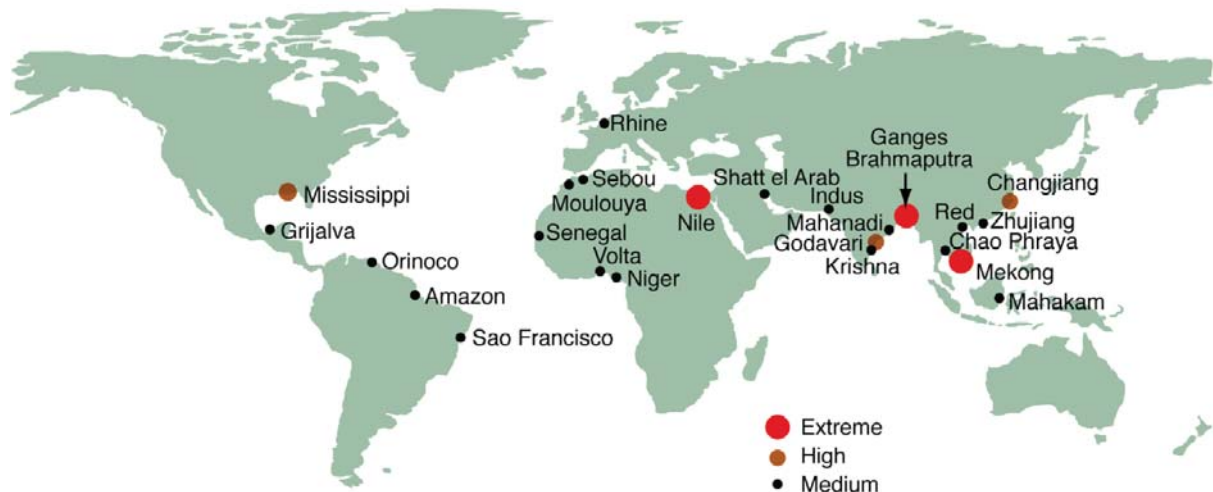 Rhine
Ganges
Brahmaputra
Changjiang
Shatt el Arab
Sebou
Mississippi
Moulouya
Indus
Nile
Mahanadi
Red
Zhujiang
Grijalva
Senegal
Godavari
Chao Phraya
Volta
Krishna
Orinoco
Niger
Mekong
Amazon
Mahakam
Sao Francisco
Extreme
High
Medium